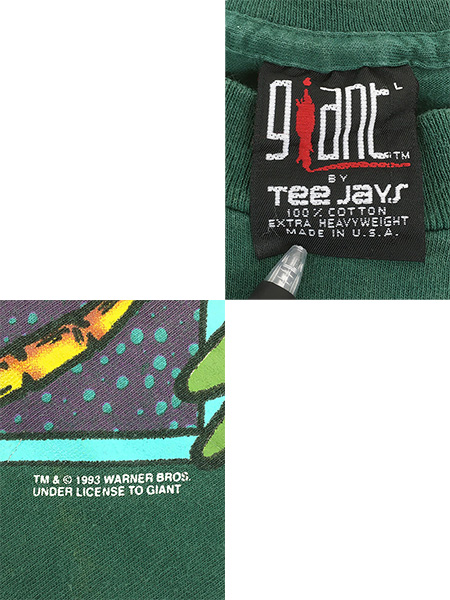 giant L
TM
BY
Tee Jays
100% COTTON
EXTRA HEAVYWEIGHT
MADE IN U.S.A.
TM & © 1993 WARNER BROS.
UNDER LICENSE TO GIANT